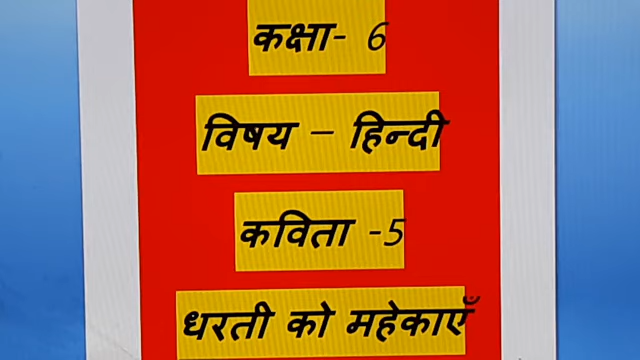 कक्षा- 6
विषय – हिन्दी
कविता -5
धरती को महेकाएँ